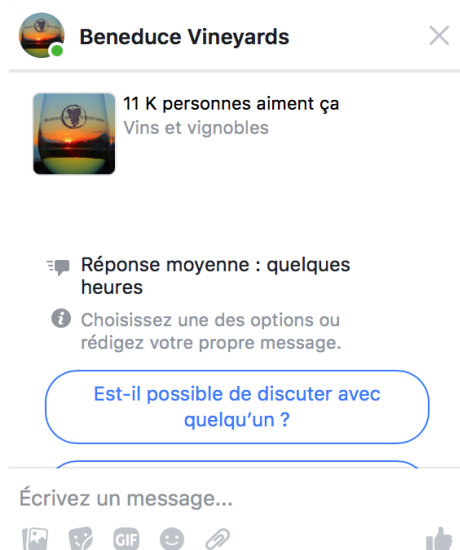 Beneduce Vineyards
11 K personnes aiment ça
Vins et vignobles
Réponse moyenne : quelques
heures
Choisissez une des options ou
rédigez votre propre message.
Est-il possible de discuter avec
quelqu’un ?
Écrivez un message...
GIF